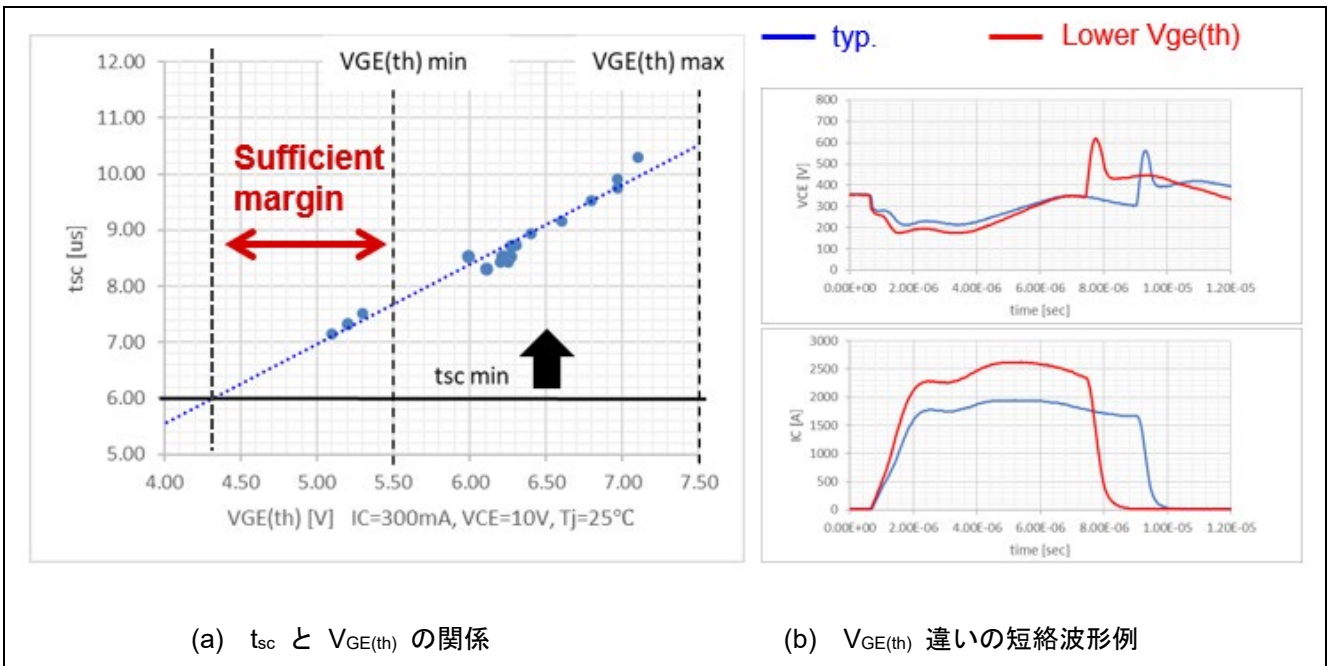 typ.
Lower Vge(th)
VGE(th) min
VGE(th) max
12.00
11.00
10.00
9.00
8.00
7.00
6.00
5.00
tsc [us]
Sufficient
margin
tsc min
4.00
4.50
5.00
5.50
6.00
6.50
7.00
7.50
VGE(th) [V] IC=300mA, VCE=10V, Tj=25°C
800
700
600
500
400
300
200
100
0
VCE [V]
0.00E+00 2.00E-06 4.00E-06 6.00E-06 8.00E-06 1.00E-05 1.20E-05
time [sec]
3000
2500
2000
1500
1000
500
0
IC [A]
0.00E+00 2.00E-06 4.00E-06 6.00E-06 8.00E-06 1.00E-05 1.20E-05
time [sec]
(a) tsc と VGE(th) の関係
(b) VGE(th) 違いの短絡波形例